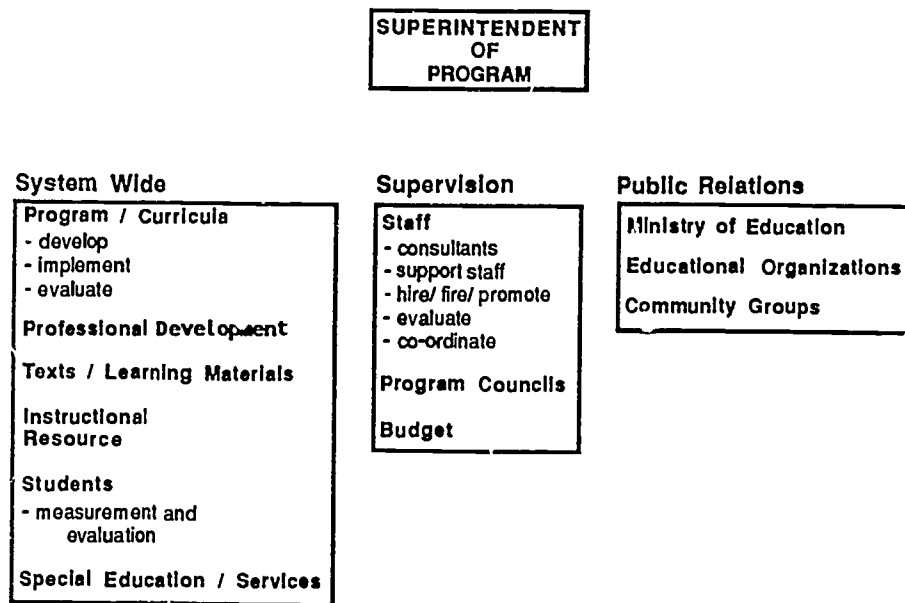 SUPERINTENDENT
OF
PROGRAM
System Wide
Program / Curricula
- develop
- implement
- evaluate
Professional Development
Texts / Learning Materials
Instructional
Resource
Students
- measurement and
evaluation
Special Education / Services
Supervision
Staff
- consultants
- support staff
- hire/ fire/ promote
- evaluate
- co-ordinate
Program Councils
Budget
Public Relations
Ministry of Education
Educational Organizations
Community Groups